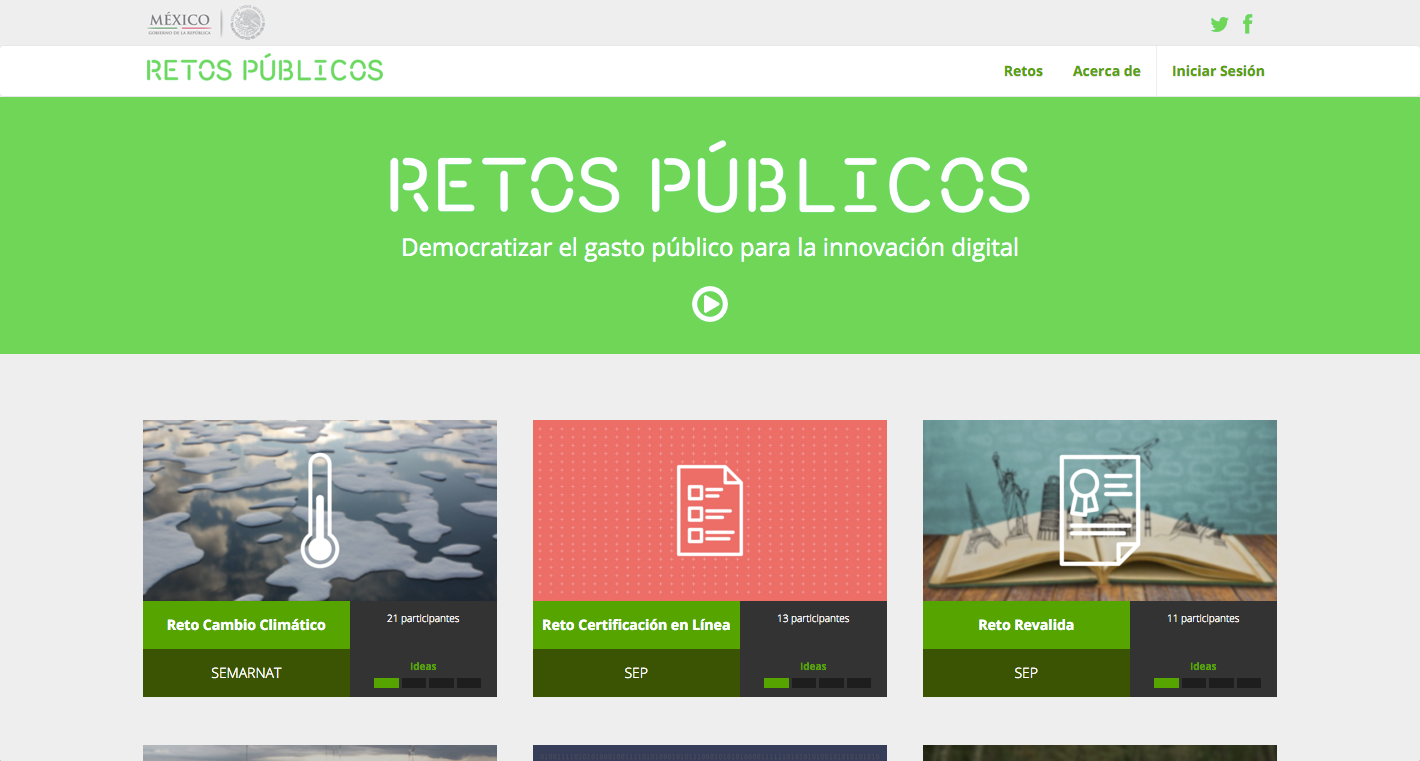 MÉXICO
GOBIERNO DE LA REPÚBLICA
RETOS PÚBLICOS
Retos
Acerca de
Iniciar Sesión
RETOS PÚBLICOS
Democratizar el gasto público para la innovación digital
Reto Cambio Climático
21 participantes
SEMARNAT
Ideas
Reto Certificación en Línea
13 participantes
SEP
Ideas
Reto Revalida
11 participantes
SEP
Ideas